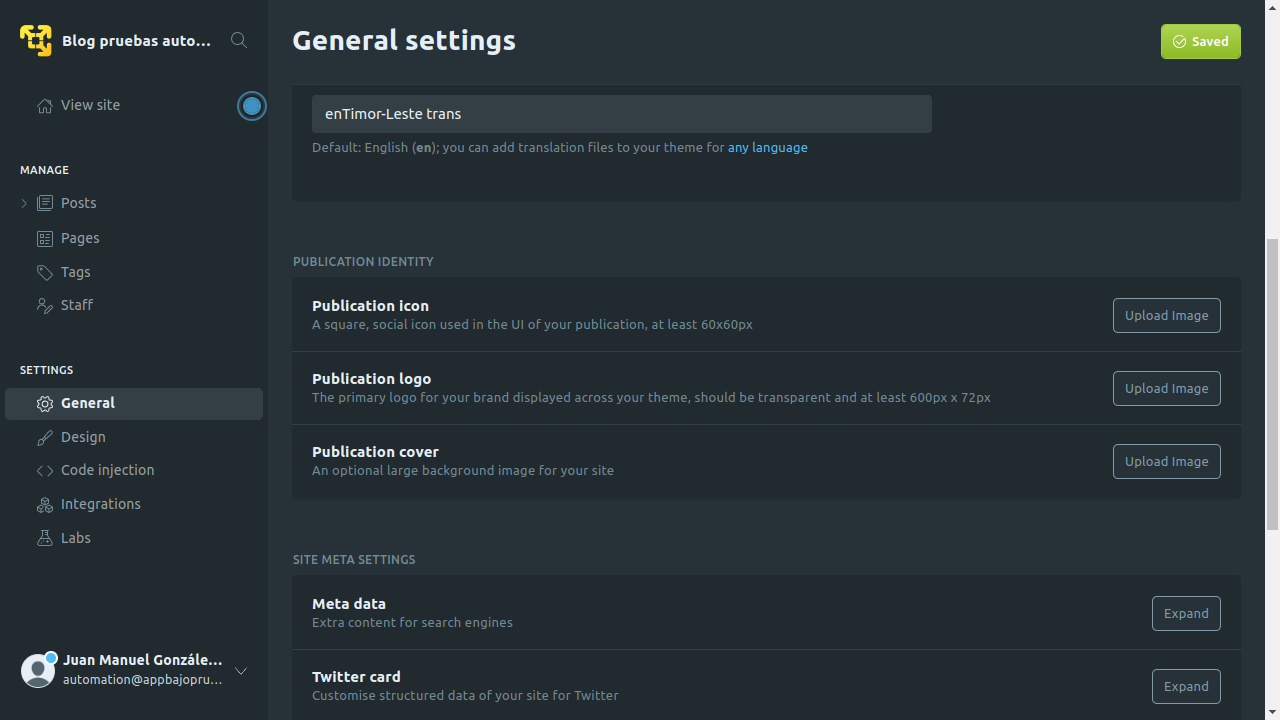 Blog pruebas auto...
General settings
Saved
View site
enTimor-Leste trans
Default: English (en); you can add translation files to your theme for any language
MANAGE
Posts
Pages
Tags
Staff
PUBLICATION IDENTITY
Publication icon
A square, social icon used in the UI of your publication, at least 60x60px
Upload Image
Publication logo
The primary logo for your brand displayed across your theme, should be transparent and at least 600px x 72px
Upload Image
Publication cover
An optional large background image for your site
Upload Image
SETTINGS
General
Design
Code injection
Integrations
Labs
SITE META SETTINGS
Meta data
Extra content for search engines
Expand
Twitter card
Customise structured data of your site for Twitter
Expand
Juan Manuel Gonzále...
automation@appbajopru...